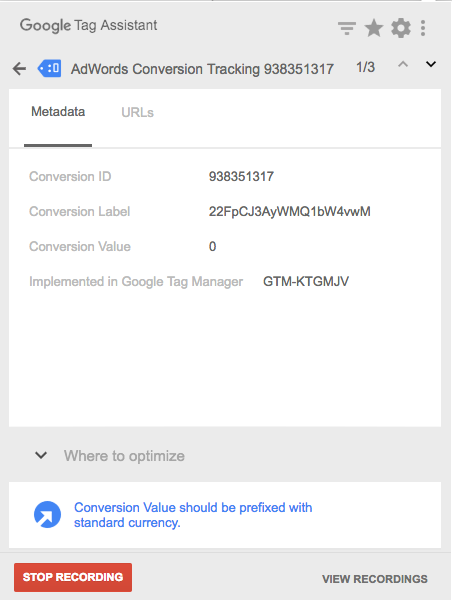 Google Tag Assistant
AdWords Conversion Tracking 938351317 1/3
Metadata URLs
Conversion ID 938351317
Conversion Label 22FpCJ3AyWMQ1bW4vwM
Conversion Value 0
Implemented in Google Tag Manager GTM-KTGMJV
Where to optimize
Conversion Value should be prefixed with
standard currency.
STOP RECORDING VIEW RECORDINGS